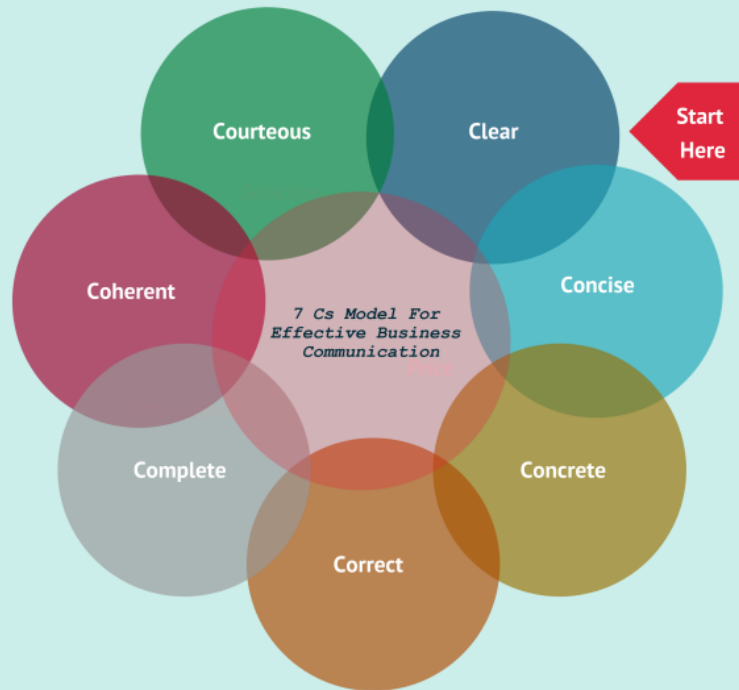 Start
Here
Clear
Concise
Concrete
Correct
Complete
Coherent
Courteous
7 Cs Model For
Effective Business
Communication